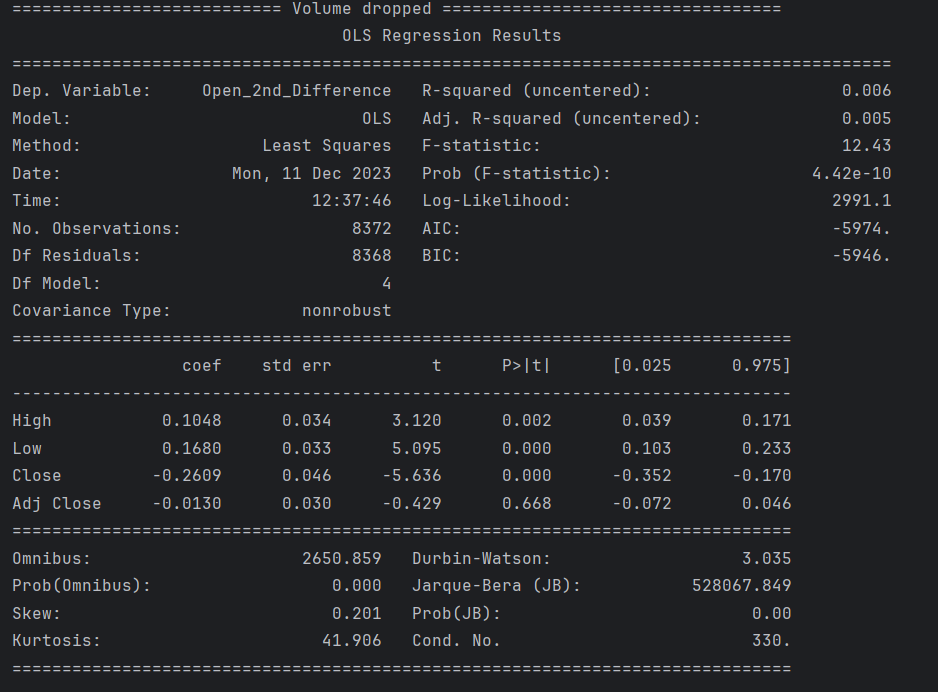 =========================== Volume dropped ==================================
OLS Regression Results
========================================================================================
Dep. Variable:     Open_2nd_Difference   R-squared (uncentered):                   0.006
Model:                             OLS   Adj. R-squared (uncentered):              0.005
Method:                  Least Squares   F-statistic:                              12.43
Date:                 Mon, 11 Dec 2023   Prob (F-statistic):                    4.42e-10
Time:                         12:37:46   Log-Likelihood:                          2991.1
No. Observations:                 8372   AIC:                                     -5974.
Df Residuals:                     8368   BIC:                                     -5946.
Df Model:                            4
Covariance Type:             nonrobust
==============================================================================
                 coef    std err          t      P>|t|      [0.025      0.975]
------------------------------------------------------------------------------
High           0.1048      0.034      3.120      0.002       0.039       0.171
Low            0.1680      0.033      5.095      0.000       0.103       0.233
Close         -0.2609      0.046     -5.636      0.000      -0.352      -0.170
Adj Close     -0.0130      0.030     -0.429      0.668      -0.072       0.046
==============================================================================
Omnibus:                     2650.859   Durbin-Watson:                   3.035
Prob(Omnibus):                  0.000   Jarque-Bera (JB):           528067.849
Skew:                           0.201   Prob(JB):                         0.00
Kurtosis:                      41.906   Cond. No.                         330.
==============================================================================